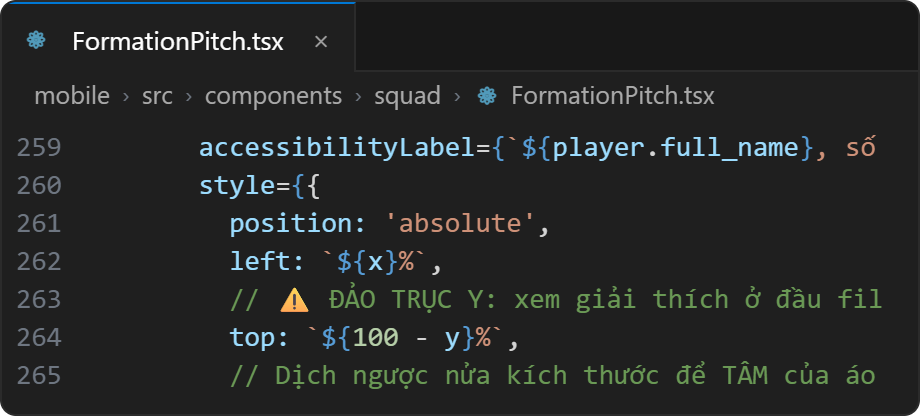 FormationPitch.tsx ×
mobile › src › components › squad › FormationPitch.tsx
259 accessibilityLabel={`${player.full_name}, số
260 style={{
261 position: 'absolute',
262 left: `${x}%`,
263 // ⚠️ ĐẢO TRỤC Y: xem giải thích ở đầu fil
264 top: `${100 - y}%`,
265 // Dịch ngược nửa kích thước để TÂM của áo